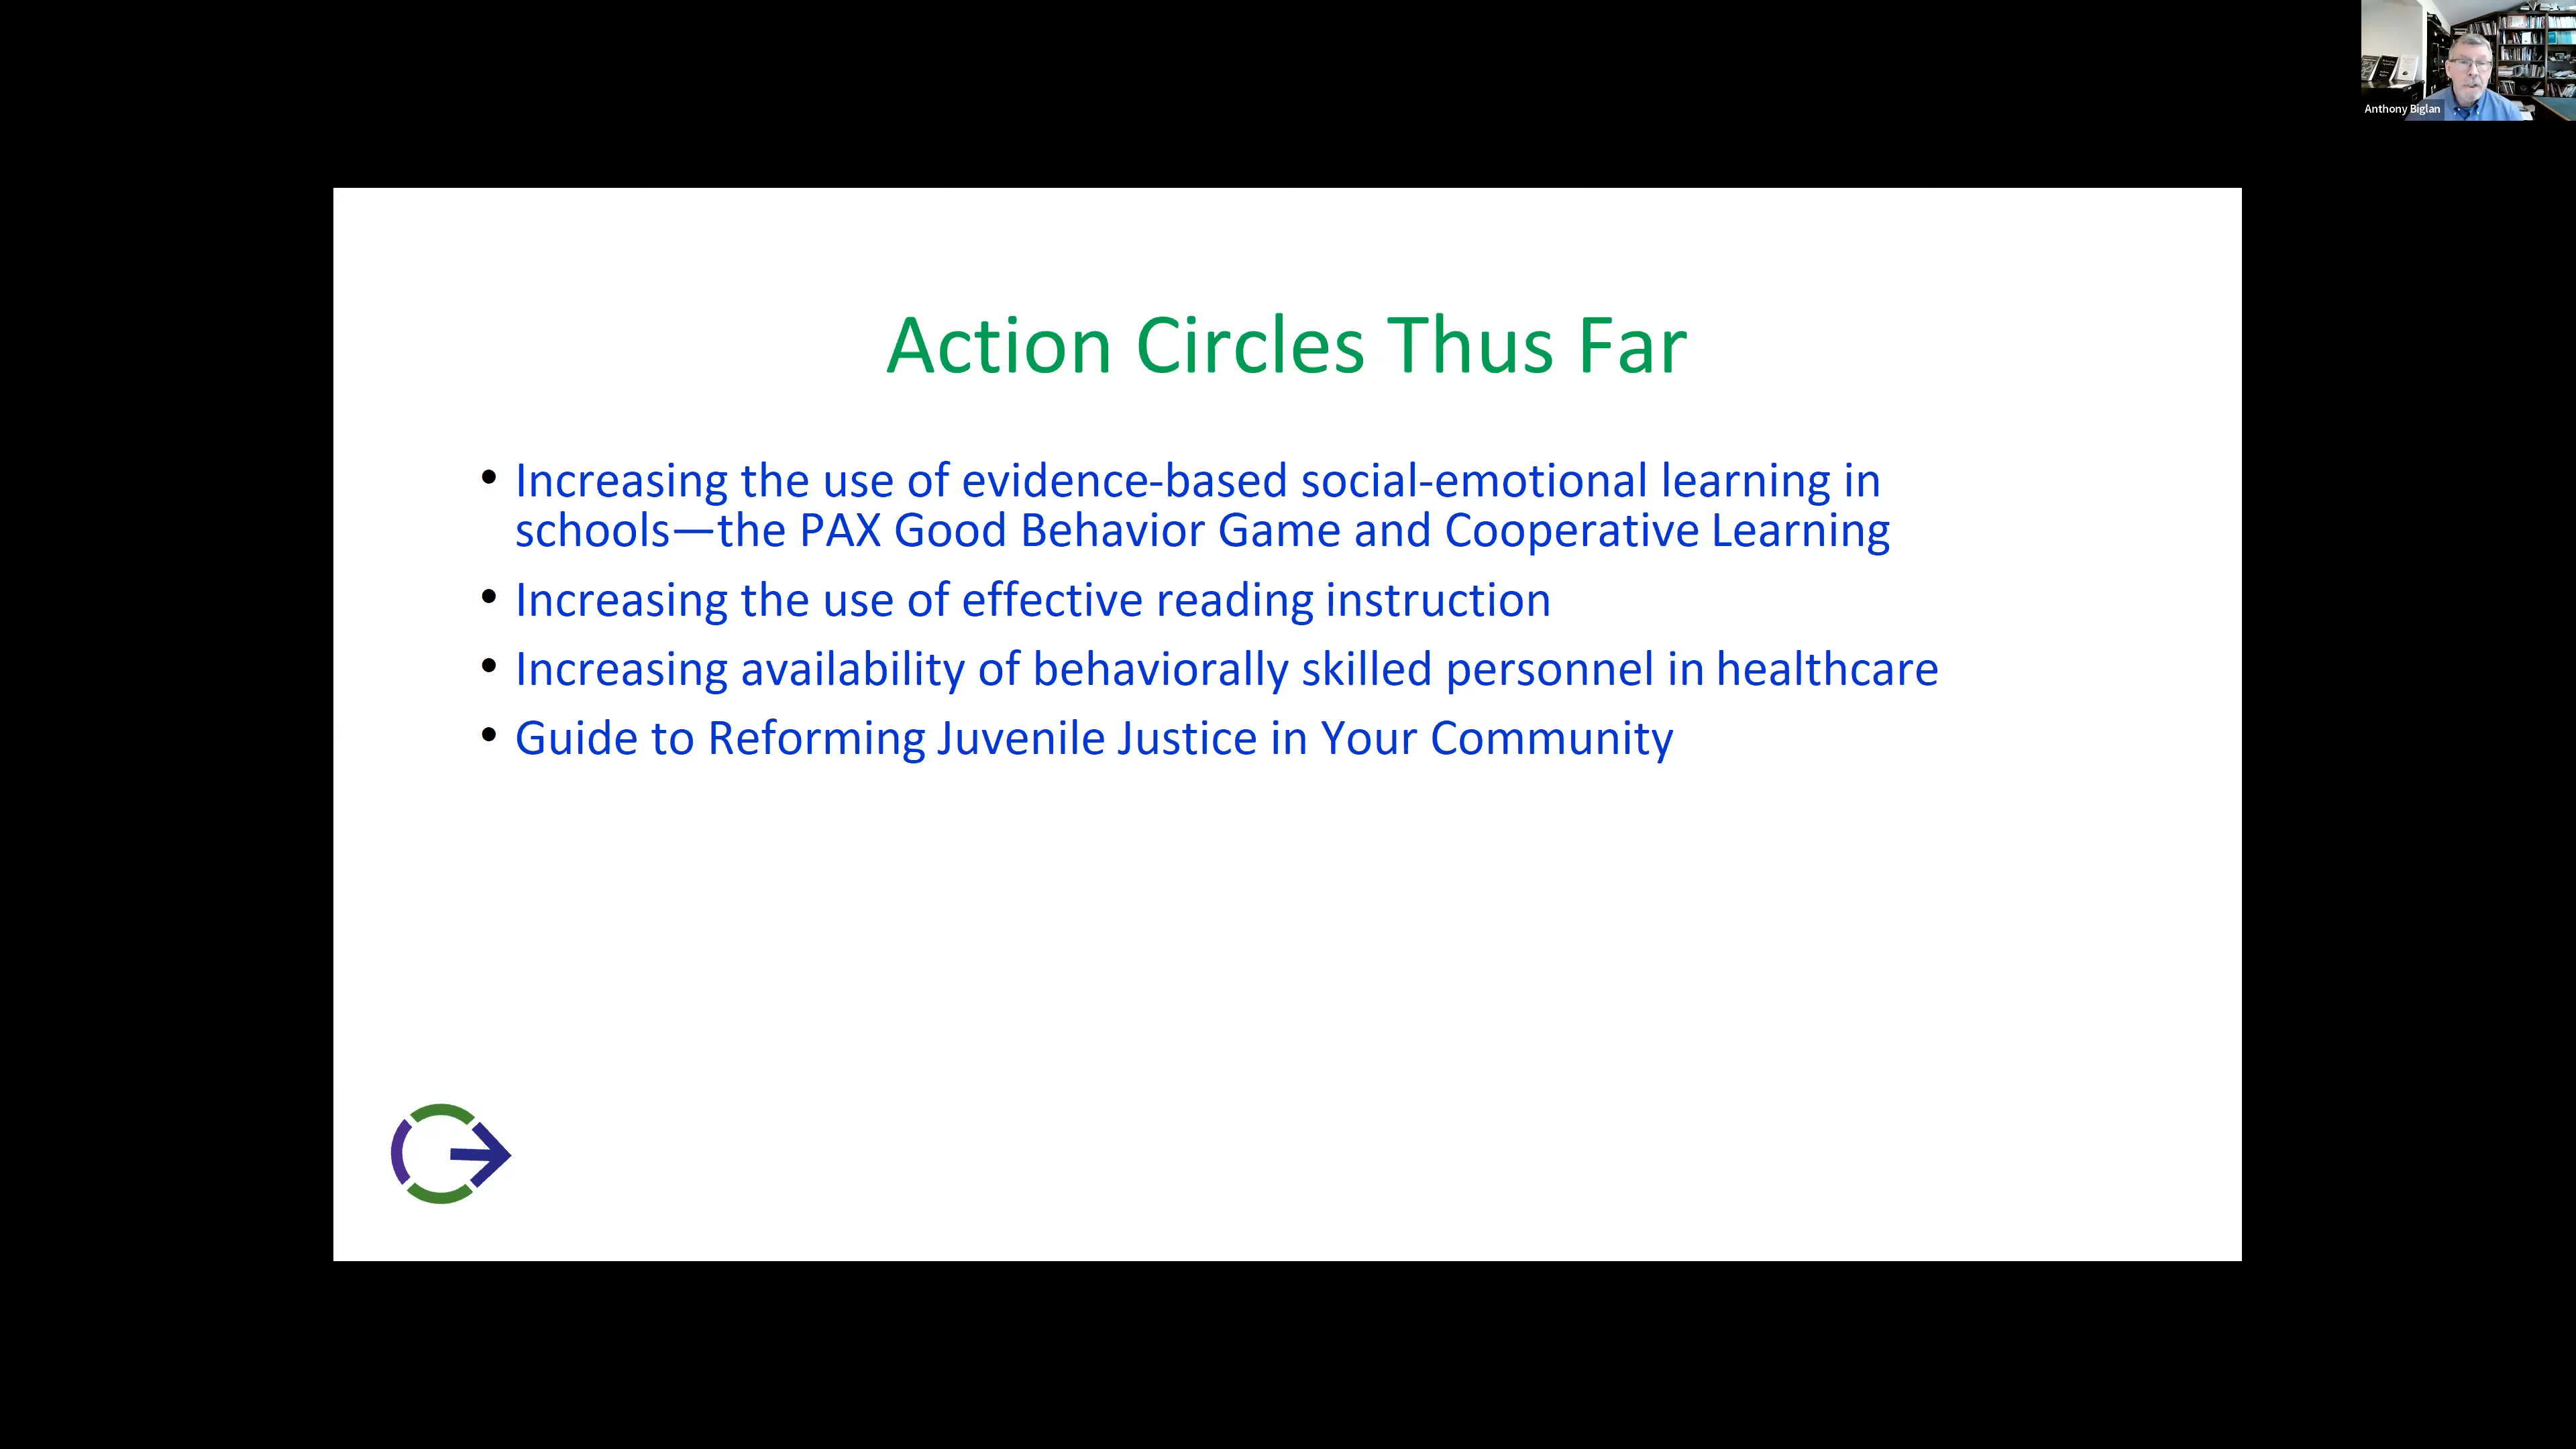 Anthony Biglan
Action Circles Thus Far
• Increasing the use of evidence-based social-emotional learning in
schools—the PAX Good Behavior Game and Cooperative Learning
• Increasing the use of effective reading instruction
• Increasing availability of behaviorally skilled personnel in healthcare
• Guide to Reforming Juvenile Justice in Your Community